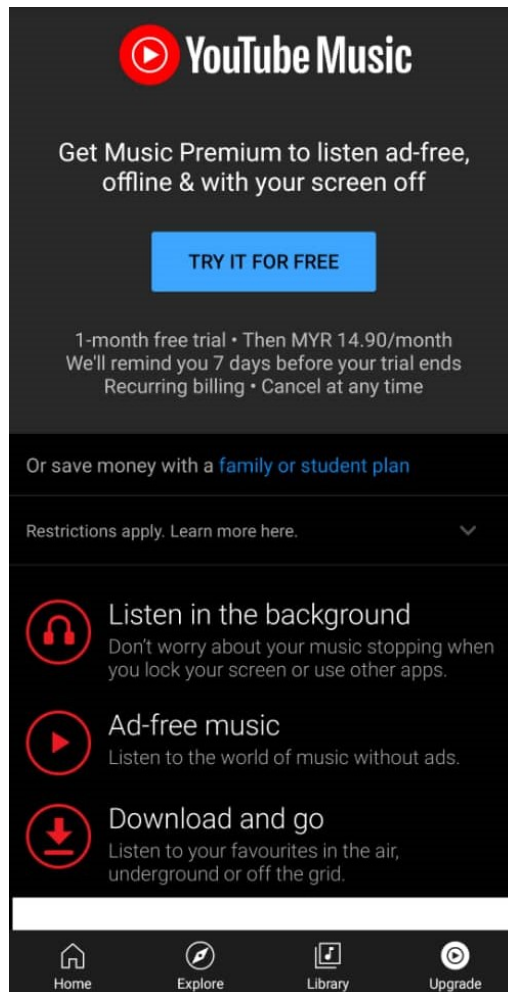 YouTube Music
Get Music Premium to listen ad-free,
offline & with your screen off
TRY IT FOR FREE
1-month free trial • Then MYR 14.90/month
We'll remind you 7 days before your trial ends
Recurring billing • Cancel at any time
Or save money with a family or student plan
Restrictions apply. Learn more here.
Listen in the background
Don't worry about your music stopping when
you lock your screen or use other apps.
Ad-free music
Listen to the world of music without ads.
Download and go
Listen to your favourites in the air,
underground or off the grid.
Home Explore Library Upgrade